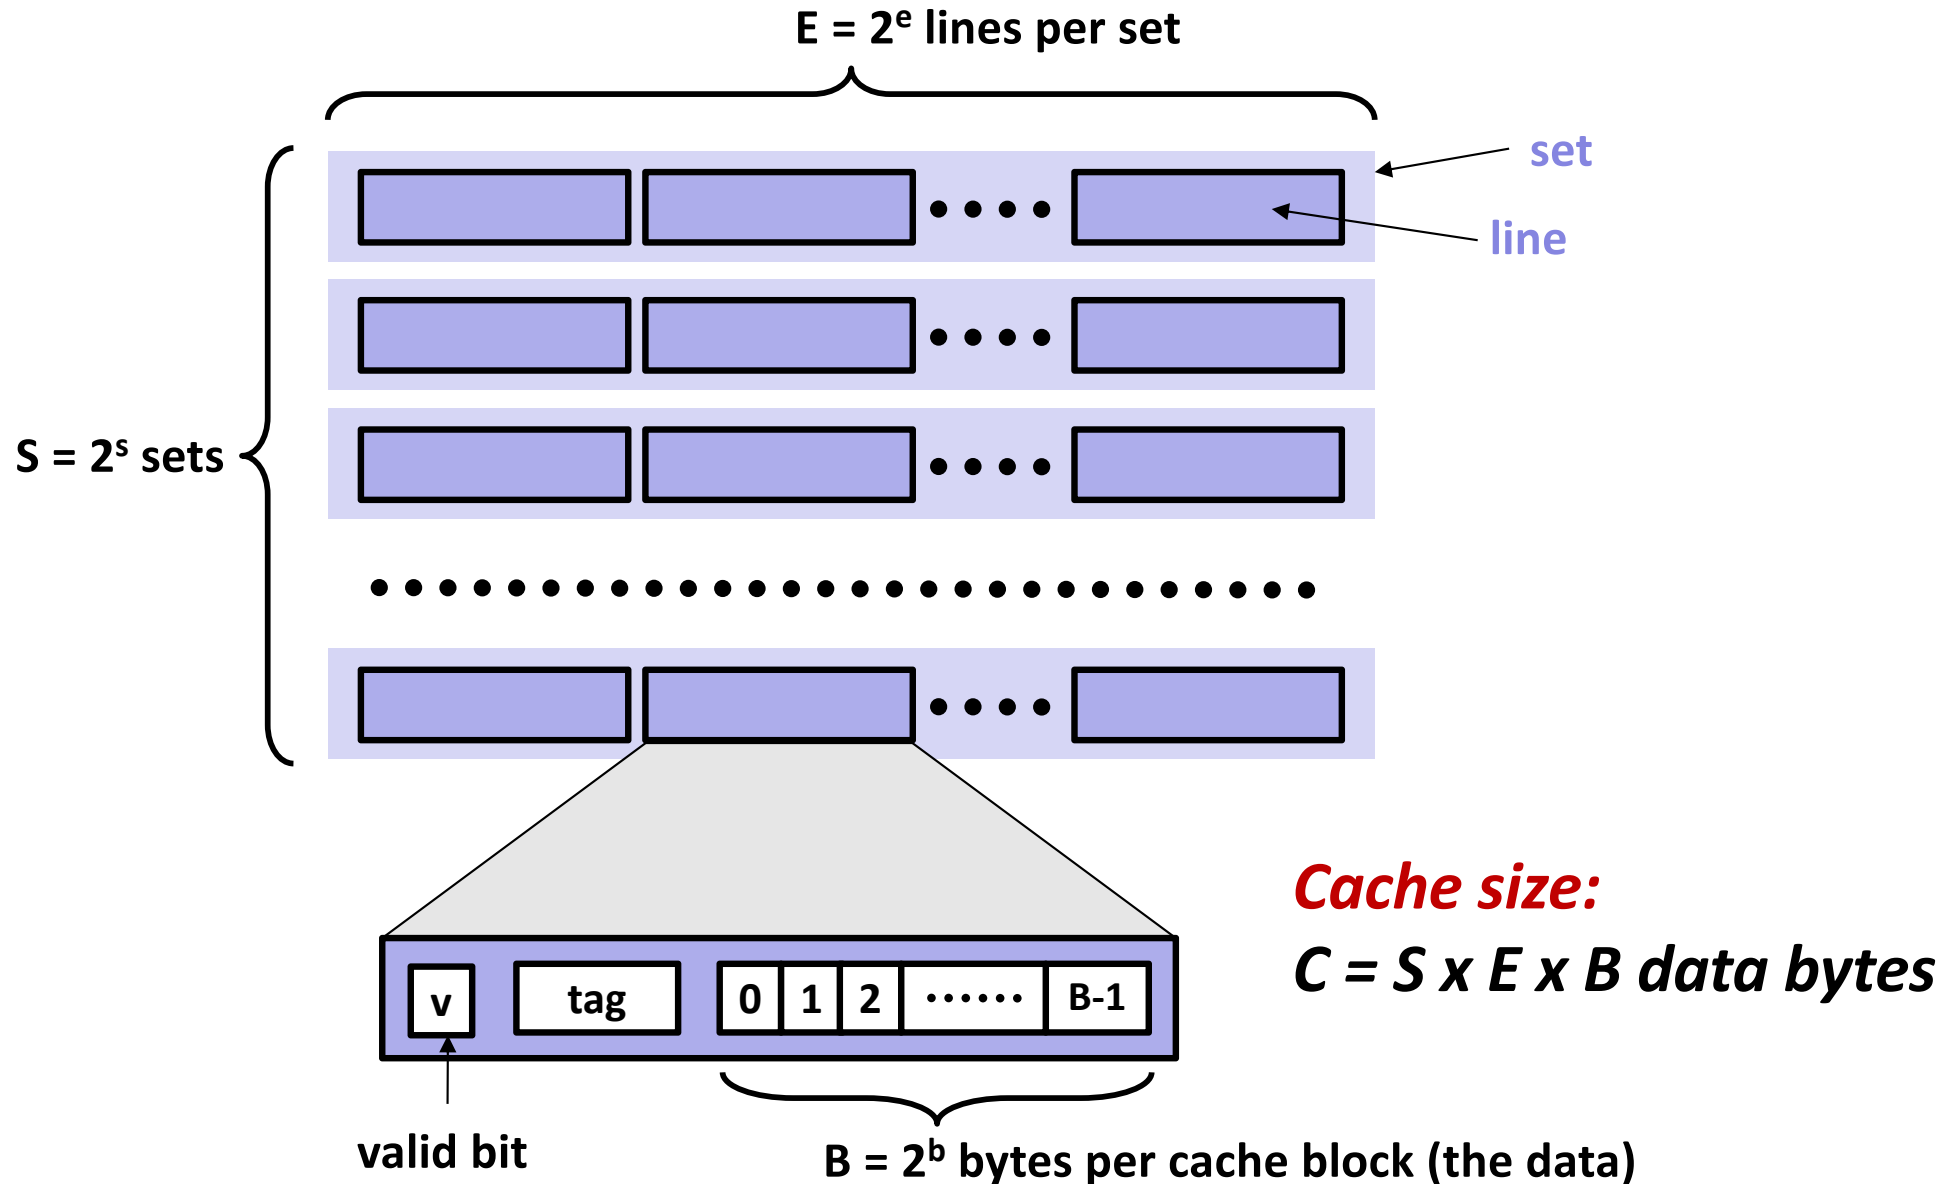 E = 2ᵉ lines per set
set
line
S = 2ˢ sets
Cache size:
C = S x E x B data bytes
v
tag
0
1
2
B-1
valid bit
B = 2ᵇ bytes per cache block (the data)